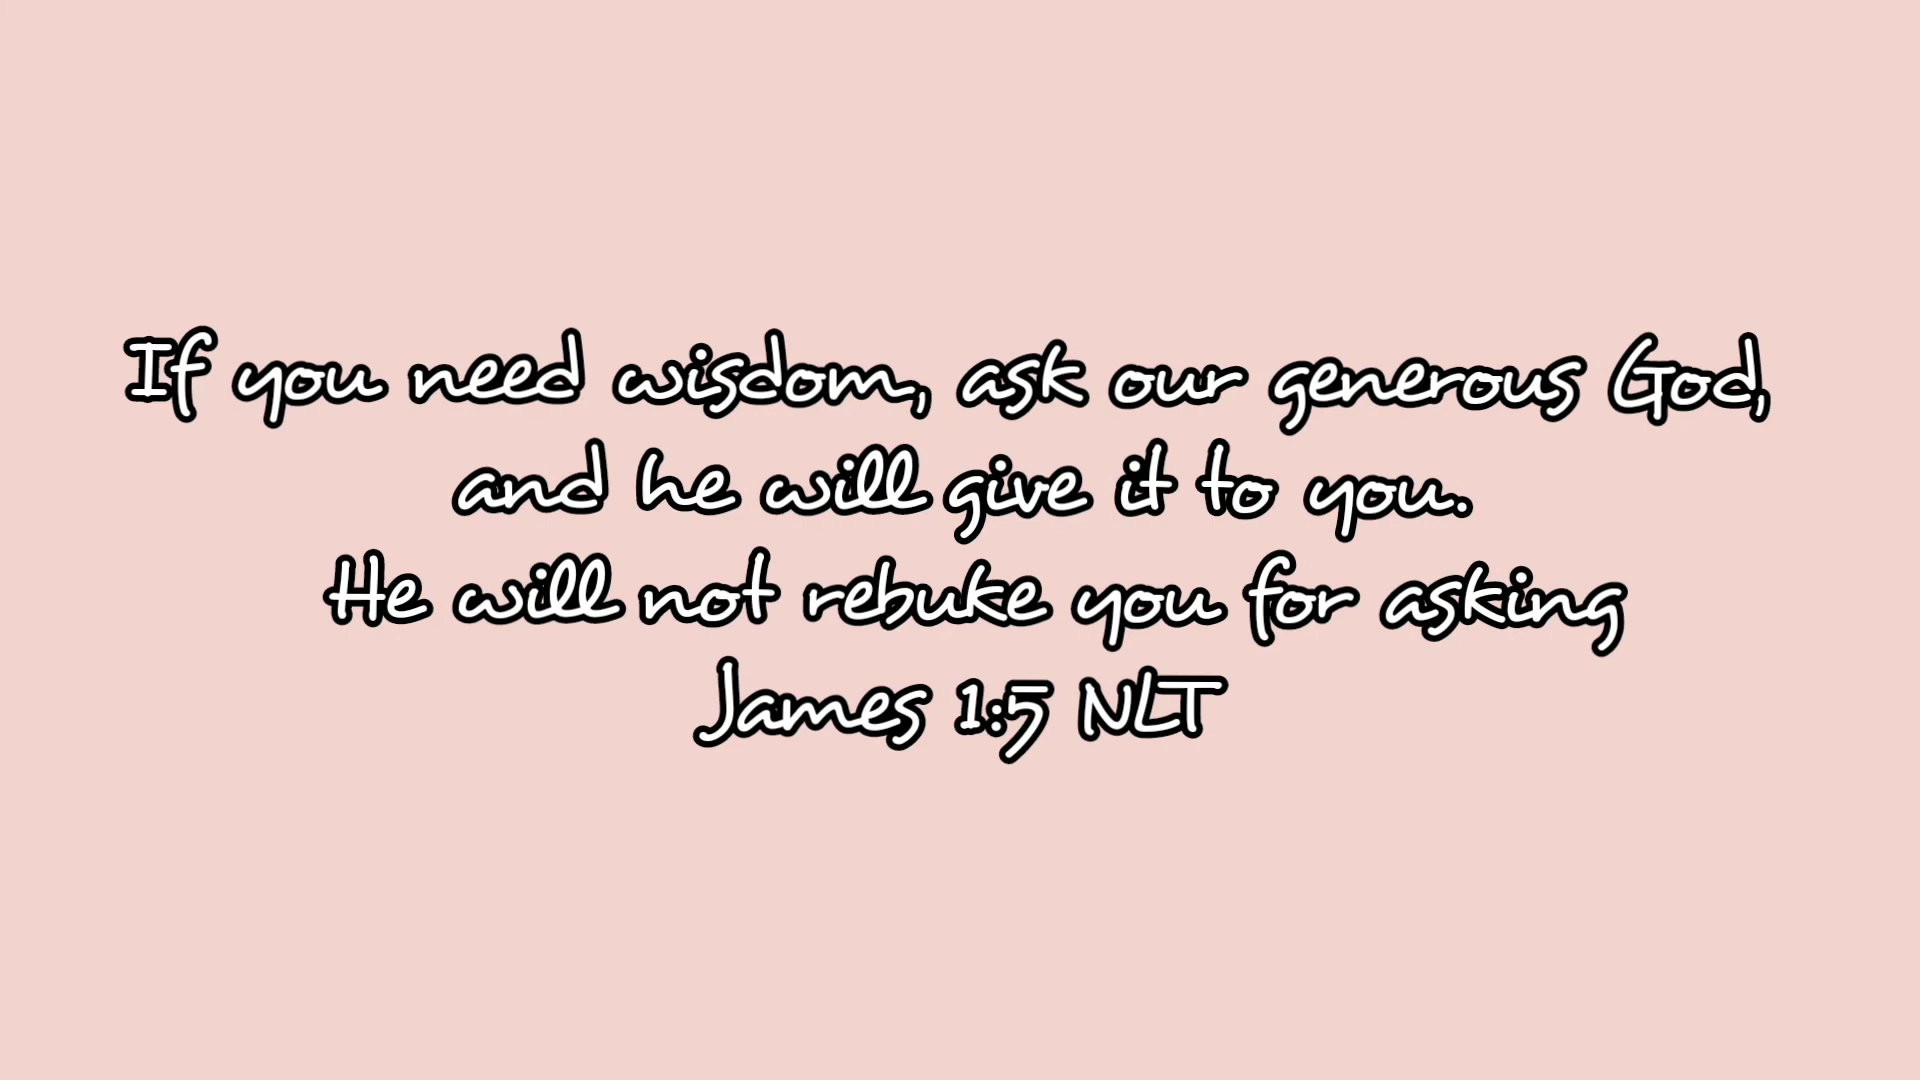 If you need wisdom, ask our generous God,
and he will give it to you.
He will not rebuke you for asking
James 1:5 NLT